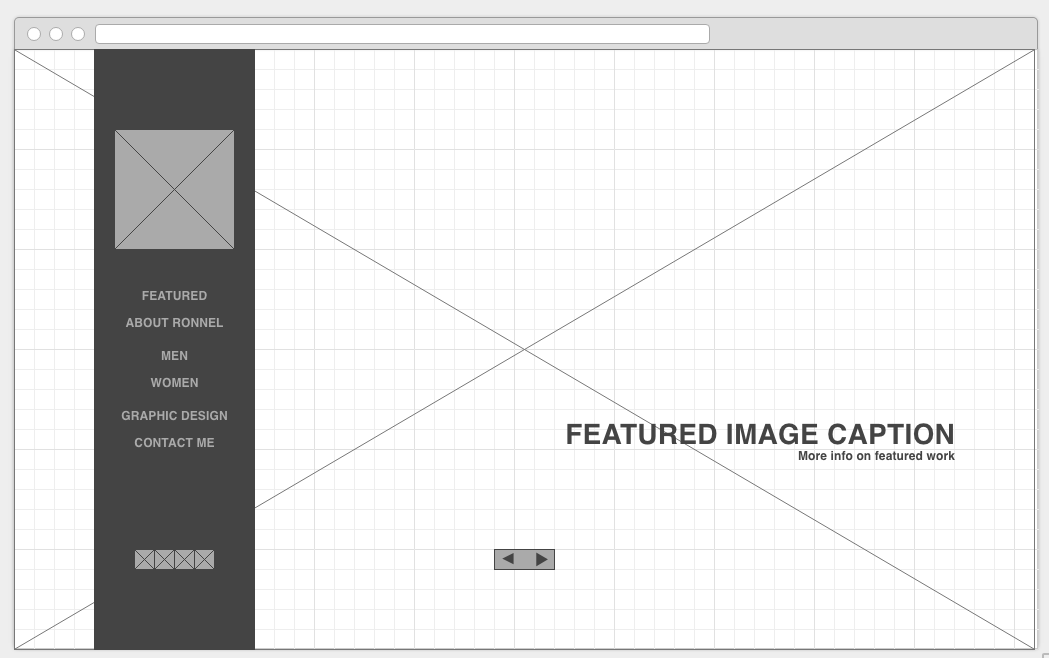 FEATURED
ABOUT RONNEL
MEN
WOMEN
GRAPHIC DESIGN
CONTACT ME
FEATURED IMAGE CAPTION
More info on featured work